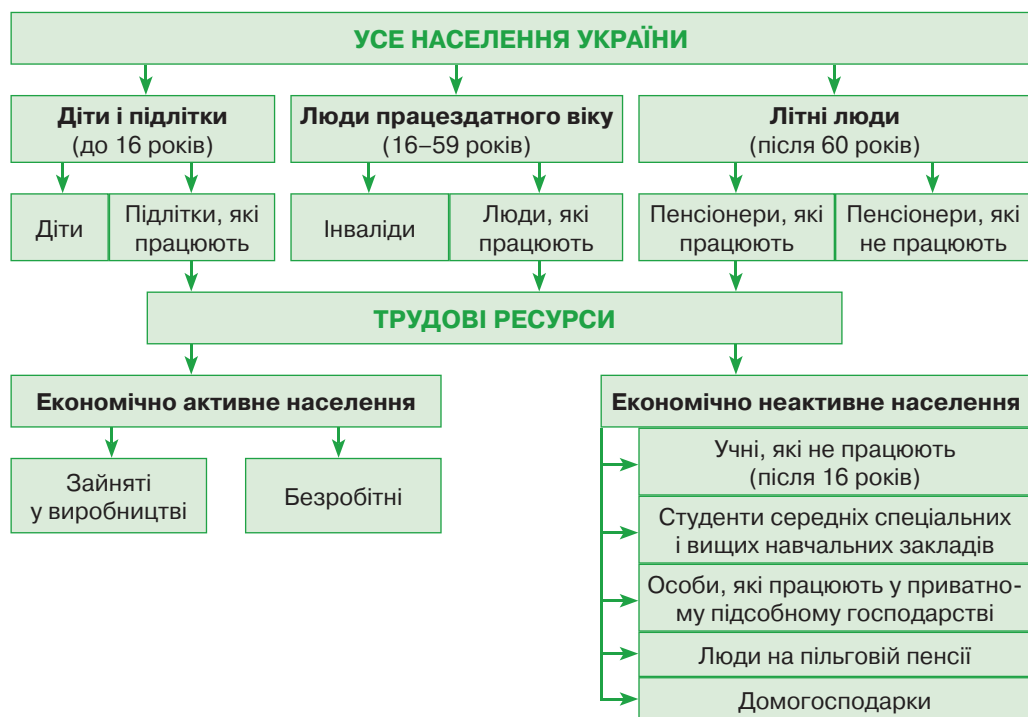 УСЕ НАСЕЛЕННЯ УКРАЇНИ
Діти і підлітки
(до 16 років)
Люди працездатного віку
(16–59 років)
Літні люди
(після 60 років)
Діти
Підлітки, які
працюють
Інваліди
Люди, які
працюють
Пенсіонери, які
працюють
Пенсіонери, які
не працюють
ТРУДОВІ РЕСУРСИ
Економічно активне населення
Зайняті
у виробництві
Безробітні
Економічно неактивне населення
Учні, які не працюють
(після 16 років)
Студенти середніх спеціальних
і вищих навчальних закладів
Особи, які працюють у приватно-
му підсобному господарстві
Люди на пільговій пенсії
Домогосподарки